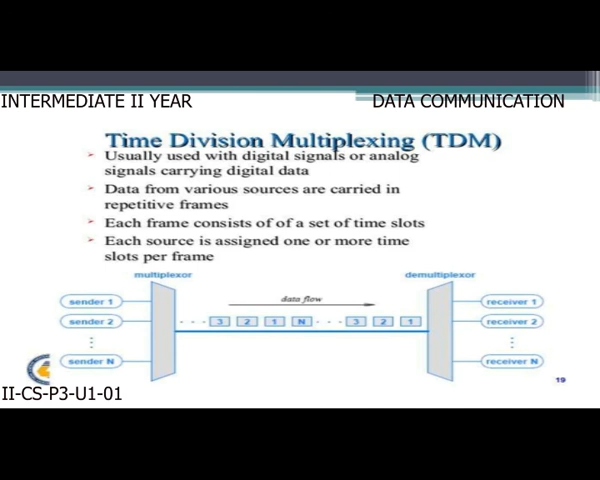 INTERMEDIATE II YEAR
DATA COMMUNICATION
Time Division Multiplexing (TDM)
➢ Usually used with digital signals or analog
signals carrying digital data
➢ Data from various sources are carried in
repetitive frames
➢ Each frame consists of of a set of time slots
➢ Each source is assigned one or more time
slots per frame
multiplexor
demultiplexor
data flow
sender 1
receiver 1
sender 2
· · · 3 2 1 N · · · 3 2 1
receiver 2
sender N
receiver N
19
II-CS-P3-U1-01